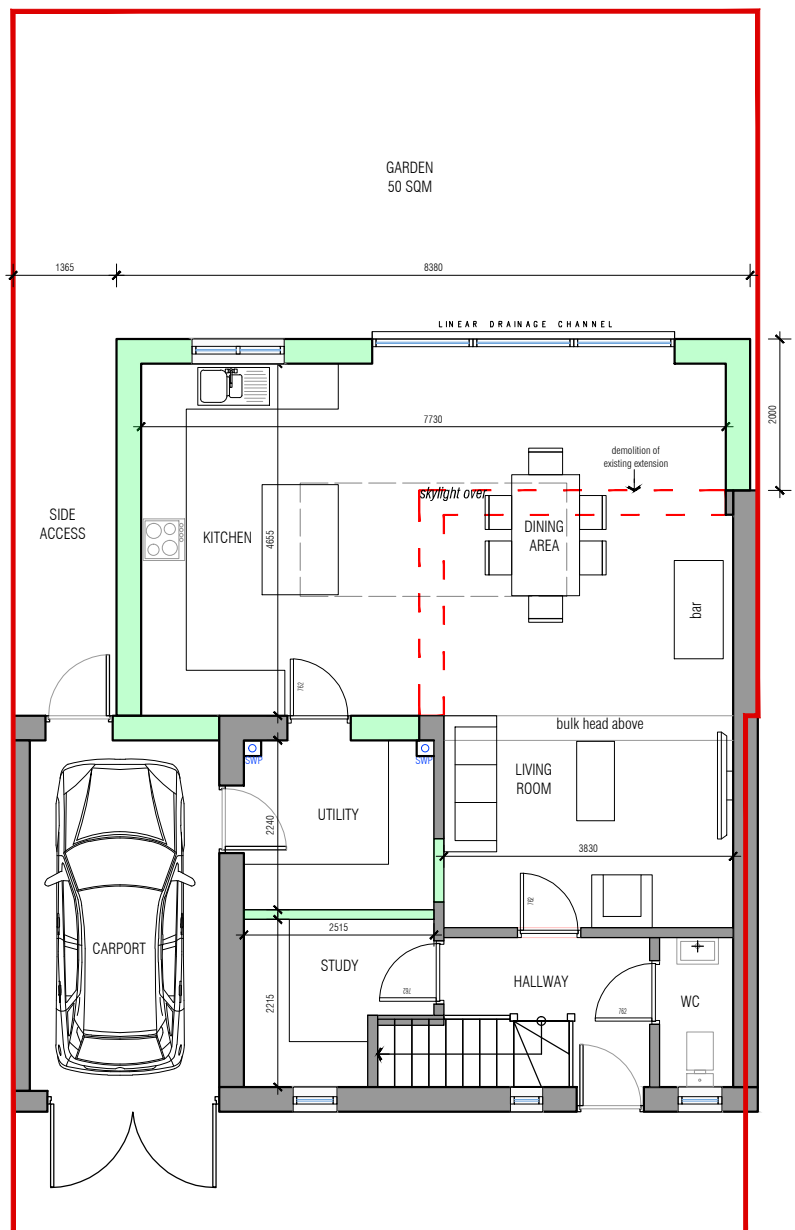 GARDEN
50 SQM
1365
8380
LINEAR DRAINAGE CHANNEL
2000
7730
demolition of
existing extension
skylight over
SIDE
ACCESS
KITCHEN
4655
DINING
AREA
bar
762
bulk head above
SWP
SWP
LIVING
ROOM
UTILITY
2240
3830
762
2515
CARPORT
STUDY
762
HALLWAY
762
WC
2215